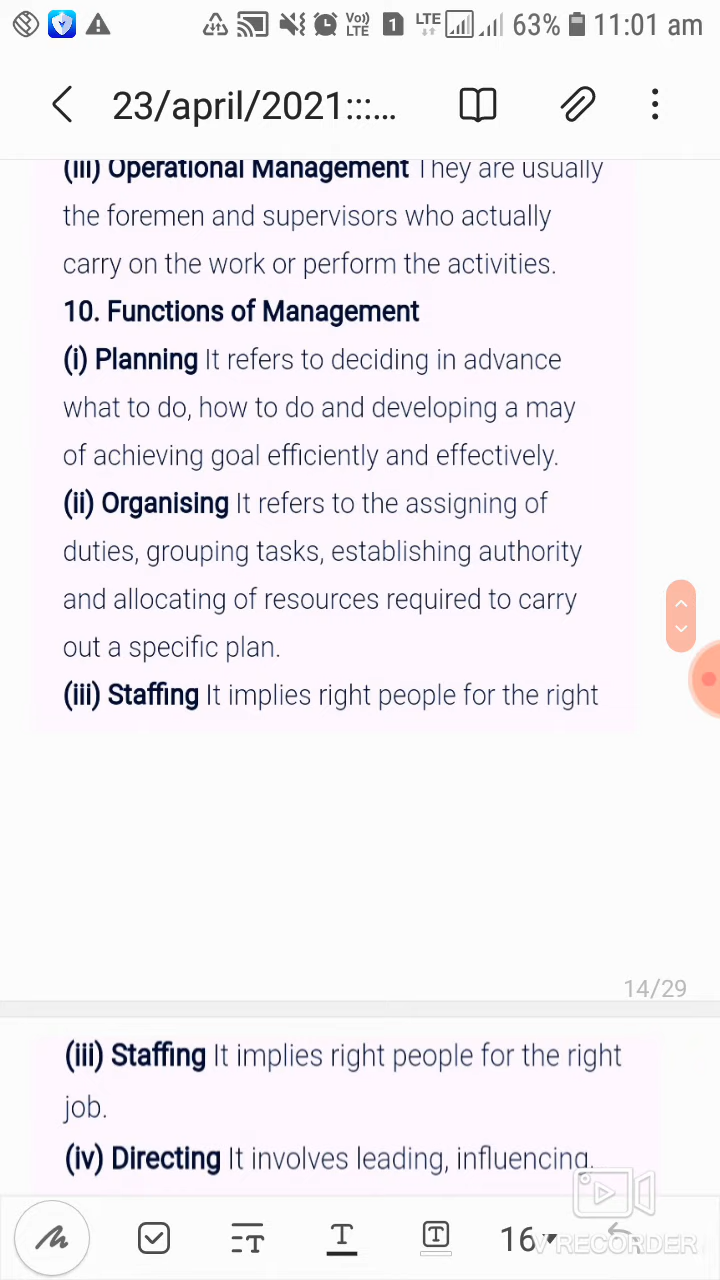 Vo))
LTE
1
LTE
63%
11:01 am
23/april/2021:::...
(iii) Operational Management They are usually
the foremen and supervisors who actually
carry on the work or perform the activities.
10. Functions of Management
(i) Planning It refers to deciding in advance
what to do, how to do and developing a may
of achieving goal efficiently and effectively.
(ii) Organising It refers to the assigning of
duties, grouping tasks, establishing authority
and allocating of resources required to carry
out a specific plan.
(iii) Staffing It implies right people for the right
14/29
(iii) Staffing It implies right people for the right
job.
(iv) Directing It involves leading, influencing,
T
T
T
16
V RECORDER